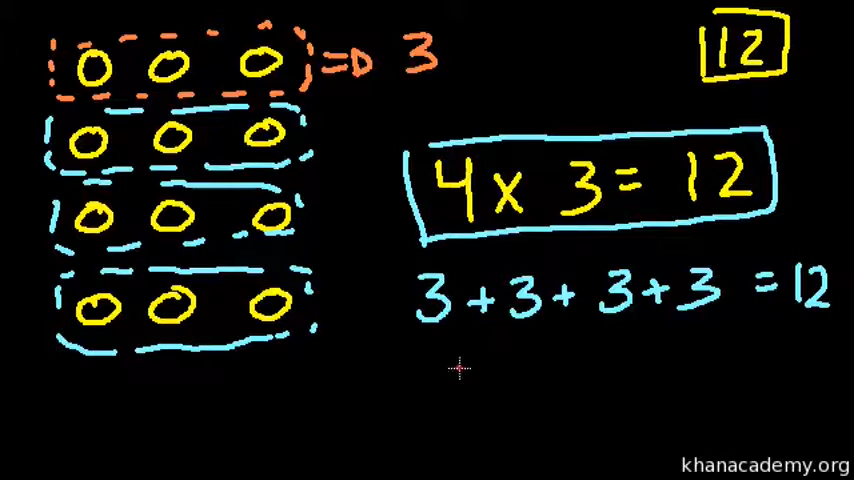 =D 3
12
4 x 3 = 12
3 + 3 + 3 + 3 = 12
khanacademy.org